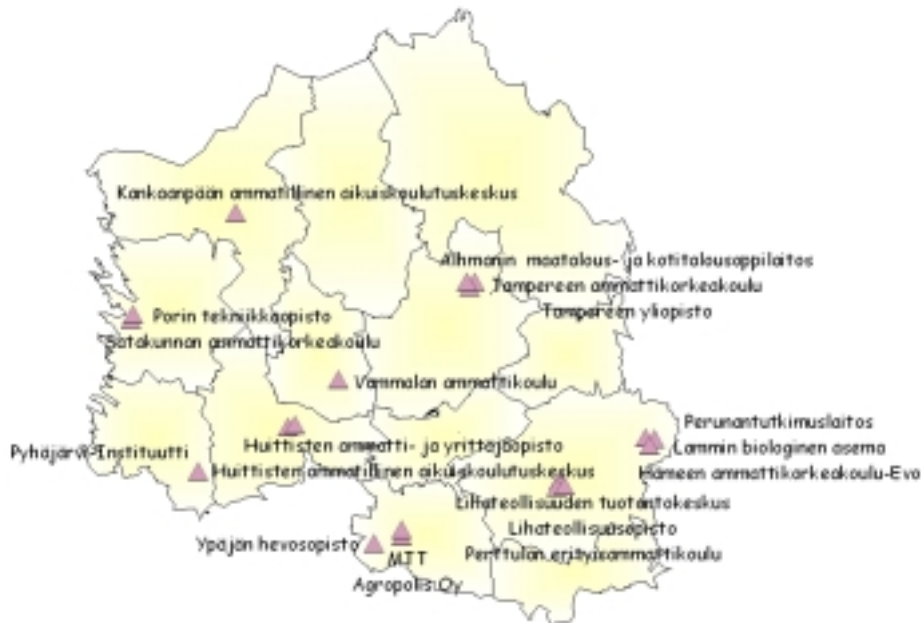 Kankaanpään ammatillinen aikuiskoulutuskeskus
Ahlmanin maatalous- ja kotitalousoppilaitos
Tampereen ammattikorkeakoulu
Tampereen yliopisto
Porin tekniikkaopisto
Satakunnan ammattikorkeakoulu
Vammalan ammattikoulu
Perunantutkimuslaitos
Huittisten ammatti- ja yrittäjäopisto
Lammin biologinen asema
Pyhäjärvi-Instituutti
Huittisten ammatillinen aikuiskoulutuskeskus
Hämeen ammattikorkeakoulu-Evo
Lihateollisuuden tuotantokeskus
Lihateollisuusopisto
Ypäjän hevosopisto
Perttulan erityisammattikoulu
MTT
Agropolis Oy